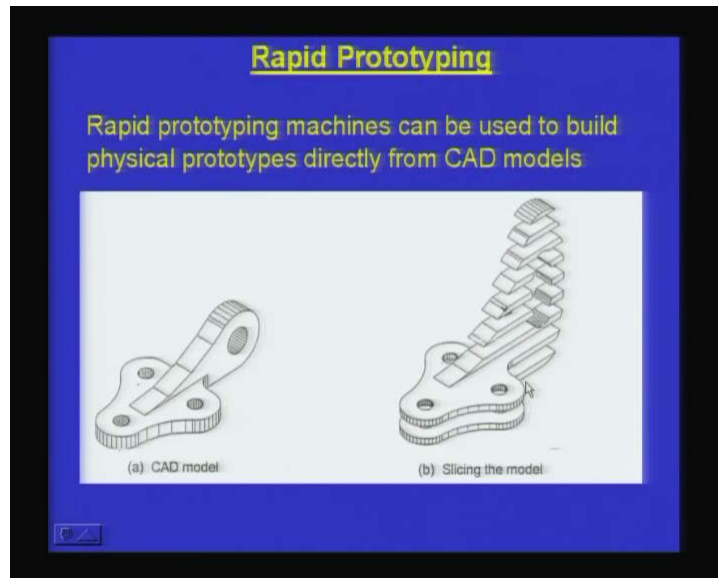 Rapid Prototyping
Rapid prototyping machines can be used to build
physical prototypes directly from CAD models
(a) CAD model
(b) Slicing the model